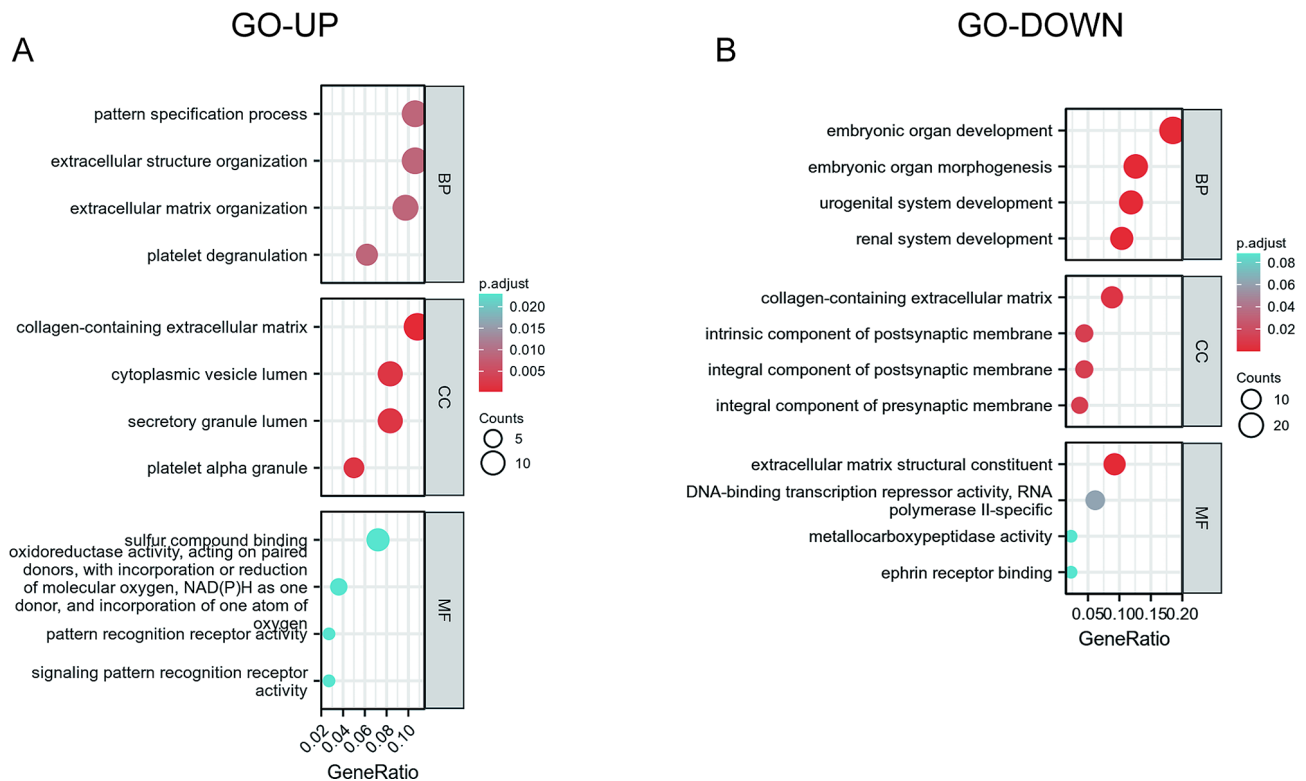 GO-UP
A
pattern specification process
extracellular structure organization
extracellular matrix organization
platelet degranulation
BP
collagen-containing extracellular matrix
cytoplasmic vesicle lumen
secretory granule lumen
platelet alpha granule
CC
sulfur compound binding
oxidoreductase activity, acting on paired
donors, with incorporation or reduction
of molecular oxygen, NAD(P)H as one
donor, and incorporation of one atom of
oxygen
pattern recognition receptor activity
signaling pattern recognition receptor
activity
MF
0.02 0.04 0.06 0.08 0.10
GeneRatio
p.adjust
0.020
0.015
0.010
0.005
Counts
5
10
GO-DOWN
B
embryonic organ development
embryonic organ morphogenesis
urogenital system development
renal system development
BP
collagen-containing extracellular matrix
intrinsic component of postsynaptic membrane
integral component of postsynaptic membrane
integral component of presynaptic membrane
CC
extracellular matrix structural constituent
DNA-binding transcription repressor activity, RNA
polymerase II-specific
metallocarboxypeptidase activity
ephrin receptor binding
MF
0.05 0.10 0.15 0.20
GeneRatio
p.adjust
0.08
0.06
0.04
0.02
Counts
10
20